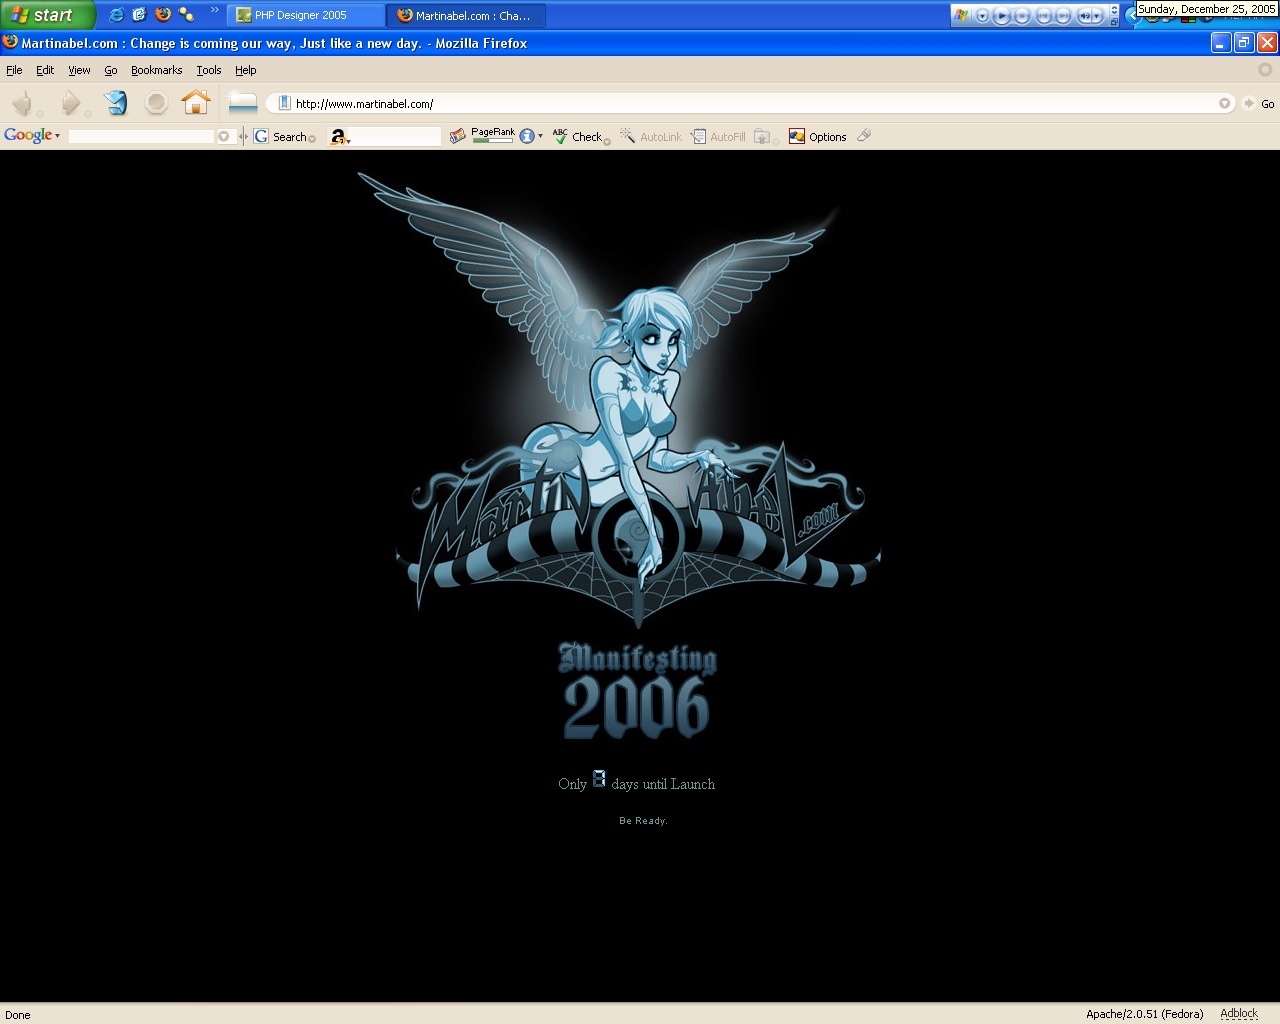 start
PHP Designer 2005
Martinabel.com : Cha...
Sunday, December 25, 2005
Martinabel.com : Change is coming our way, Just like a new day. - Mozilla Firefox
File Edit View Go Bookmarks Tools Help
http://www.martinabel.com/
Go
Google
G Search
a
PageRank
ABC Check
AutoLink
AutoFill
Options
Martin Abel.com
Manifesting
2006
Only days until Launch
Be Ready.
Done
Apache/2.0.51 (Fedora)
Adblock